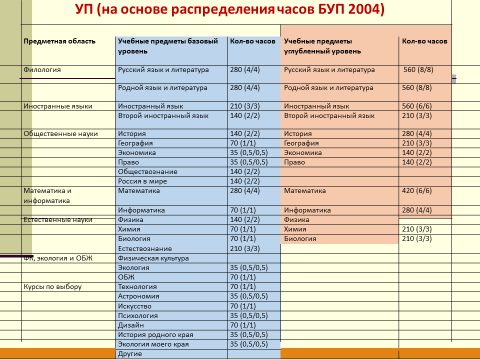 УП (на основе распределения часов БУП 2004)
Предметная область Учебные предметы базовый уровень Кол-во часов Учебные предметы углубленный уровень Кол-во часов
Филология Русский язык и литература 280 (4/4) Русский язык и литература 560 (8/8)
Родной язык и литература 280 (4/4) Родной язык и литература 560 (8/8)
Иностранные языки Иностранный язык 210 (3/3) Иностранный язык 560 (6/6)
Второй иностранный язык 140 (2/2) Второй иностранный язык 210 (3/3)
Общественные науки История 140 (2/2) История 280 (4/4)
География 70 (1/1) География 210 (3/3)
Экономика 35 (0,5/0,5) Экономика 140 (2/2)
Право 35 (0,5/0,5) Право 140 (2/2)
Обществознание 140 (2/2)
Россия в мире 140 (2/2)
Математика и информатика Математика 280 (4/4) Математика 420 (6/6)
Информатика 70 (1/1) Информатика 280 (4/4)
Естественные науки Физика 140 (2/2) Физика
Химия 70 (1/1) Химия 210 (3/3)
Биология 70 (1/1) Биология 210 (3/3)
Естествознание 210 (3/3)
ФК, экология и ОБЖ Физическая культура
Экология 35 (0,5/0,5)
ОБЖ 70 (1/1)
Курсы по выбору Технология 70 (1/1)
Астрономия 35 (0,5/0,5)
Искусство 70 (1/1)
Психология 35 (0,5/0,5)
Дизайн 70 (1/1)
История родного края 35 (0,5/0,5)
Экология моего края 35 (0,5/0,5)
Другие